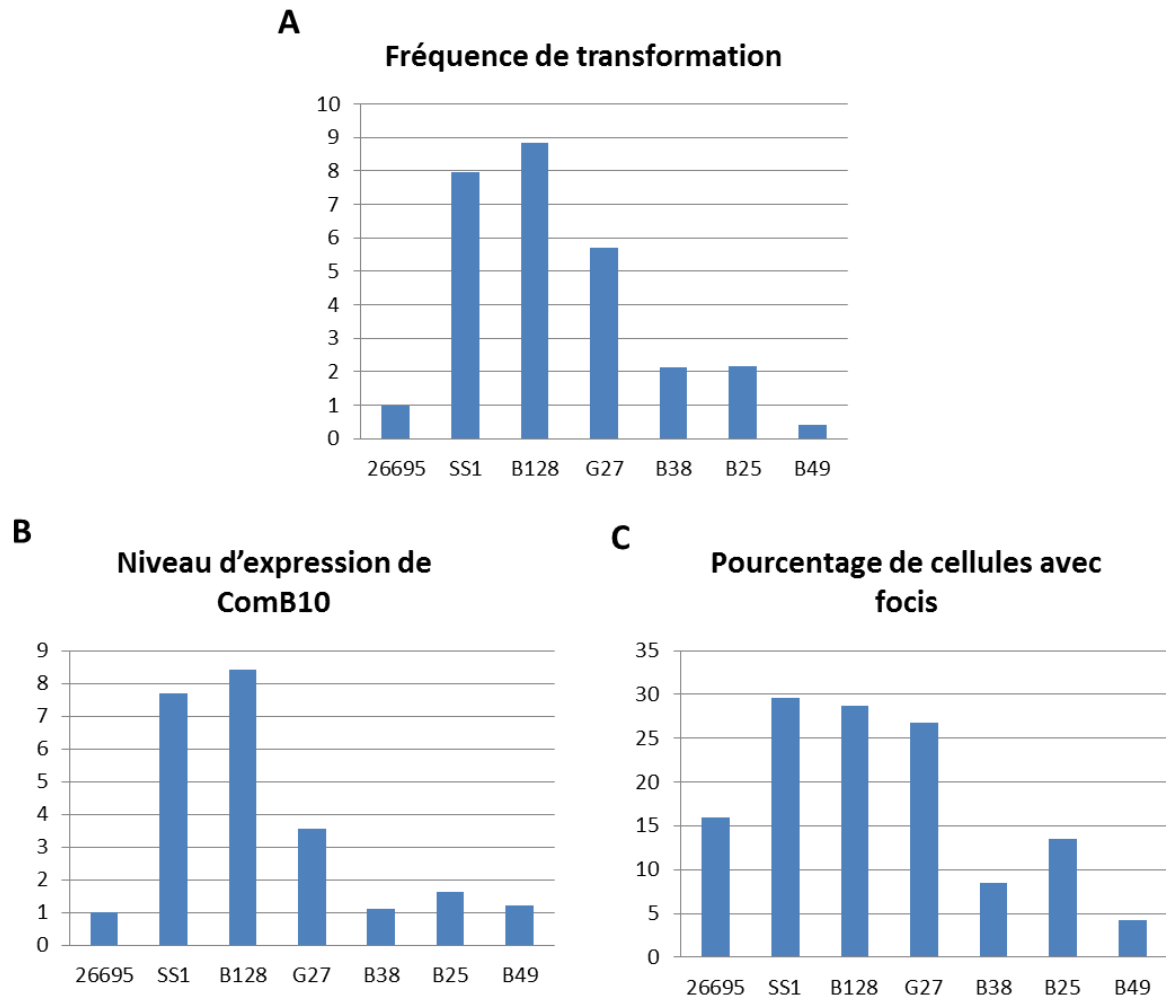 A
Fréquence de transformation
10
9
8
7
6
5
4
3
2
1
0
26695 SS1 B128 G27 B38 B25 B49
B
Niveau d’expression de
ComB10
9
8
7
6
5
4
3
2
1
0
26695 SS1 B128 G27 B38 B25 B49
C
Pourcentage de cellules avec
focis
35
30
25
20
15
10
5
0
26695 SS1 B128 G27 B38 B25 B49